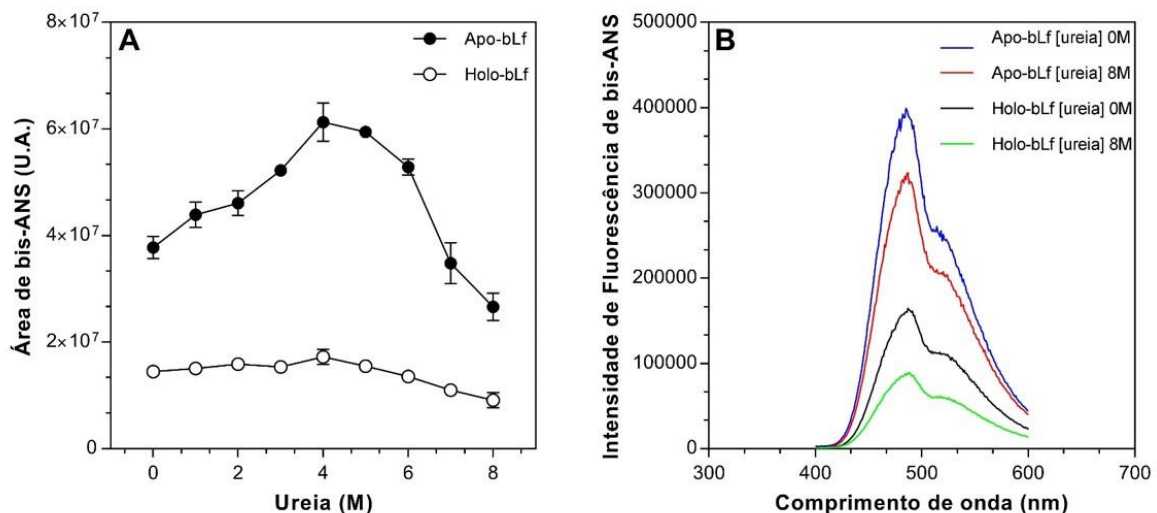 A
Apo-bLf
Holo-bLf
Área de bis-ANS (U.A.)
8×10⁷
6×10⁷
4×10⁷
2×10⁷
0
0
2
4
6
8
Ureia (M)
B
Apo-bLf [ureia] 0M
Apo-bLf [ureia] 8M
Holo-bLf [ureia] 0M
Holo-bLf [ureia] 8M
Intensidade de Fluorescência de bis-ANS
500000
400000
300000
200000
100000
0
300
400
500
600
700
Comprimento de onda (nm)